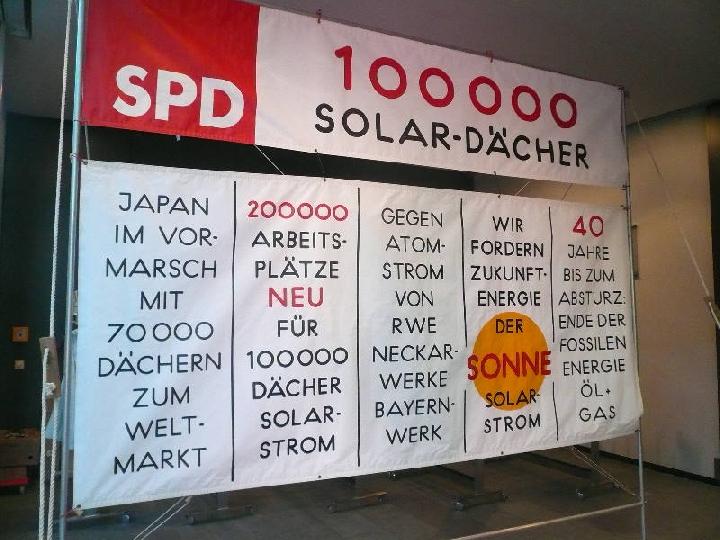 SPD
100000
SOLAR-DÄCHER
JAPAN
IM VOR-
MARSCH
MIT
70000
DÄCHERN
ZUM
WELT-
MARKT
200000
ARBEITS-
PLÄTZE
NEU
FÜR
100000
DÄCHER
SOLAR-
STROM
GEGEN
ATOM-
STROM
VON
RWE
NECKAR-
WERKE
BAYERN-
WERK
WIR
FORDERN
ZUKUNFT-
ENERGIE
DER
SONNE
SOLAR-
STROM
40
JAHRE
BIS ZUM
ABSTURZ:
ENDE DER
FOSSILEN
ENERGIE
ÖL+
GAS